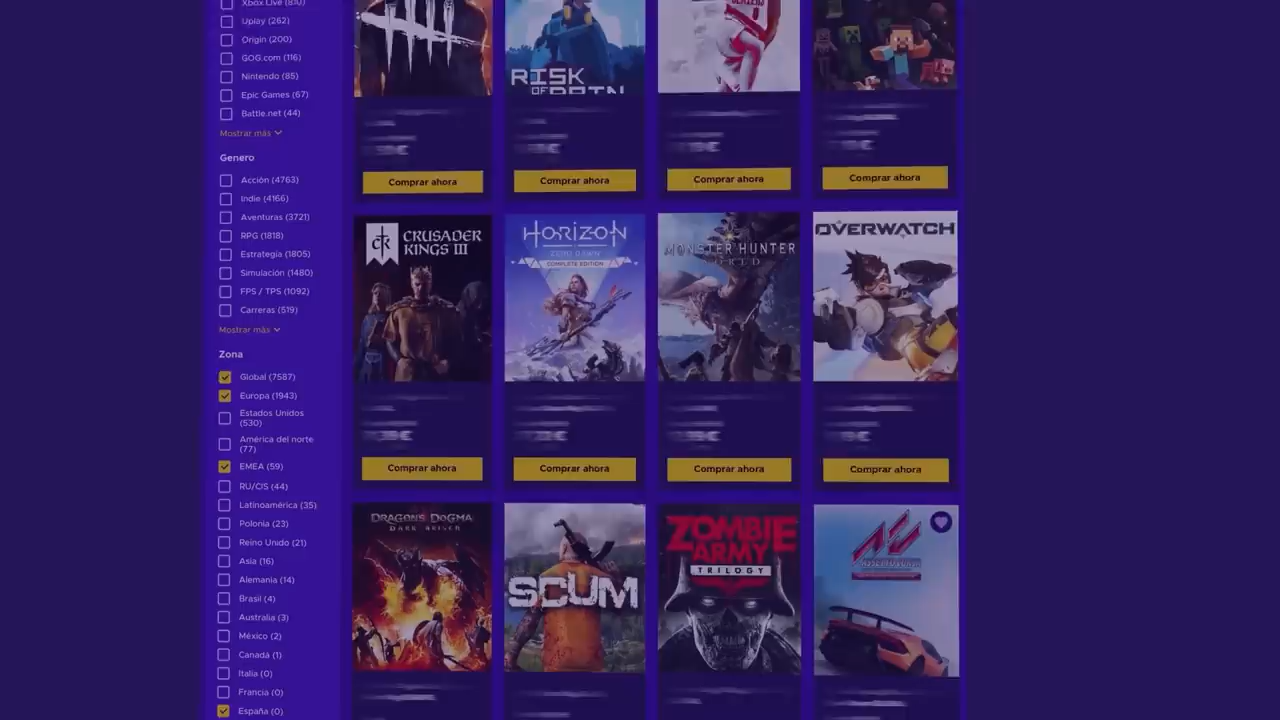 Xbox Live (810)
Uplay (262)
Origin (200)
GOG.com (116)
Nintendo (85)
Epic Games (67)
Battle.net (44)
Mostrar más
Genero
Acción (4763)
Indie (4166)
Aventuras (3721)
RPG (1818)
Estrategia (1805)
Simulación (1480)
FPS / TPS (1092)
Carreras (519)
Mostrar más
Zona
Global (7587)
Europa (1943)
Estados Unidos
(530)
América del norte
(77)
EMEA (59)
RU/CIS (44)
Latinoamérica (35)
Polonia (23)
Reino Unido (21)
Asia (16)
Alemania (14)
Brasil (4)
Australia (3)
México (2)
Canadá (1)
Italia (0)
Francia (0)
España (0)
RISK
OF
Comprar ahora
Comprar ahora
Comprar ahora
Comprar ahora
CRUSADER
KINGS III
HORIZON
COMPLETE EDITION
MONSTER HUNTER
WORLD
OVERWATCH
Comprar ahora
Comprar ahora
Comprar ahora
Comprar ahora
DRAGON'S DOGMA
DARK ARISEN
SCUM
ZOMBIE
ARMY
TRILOGY